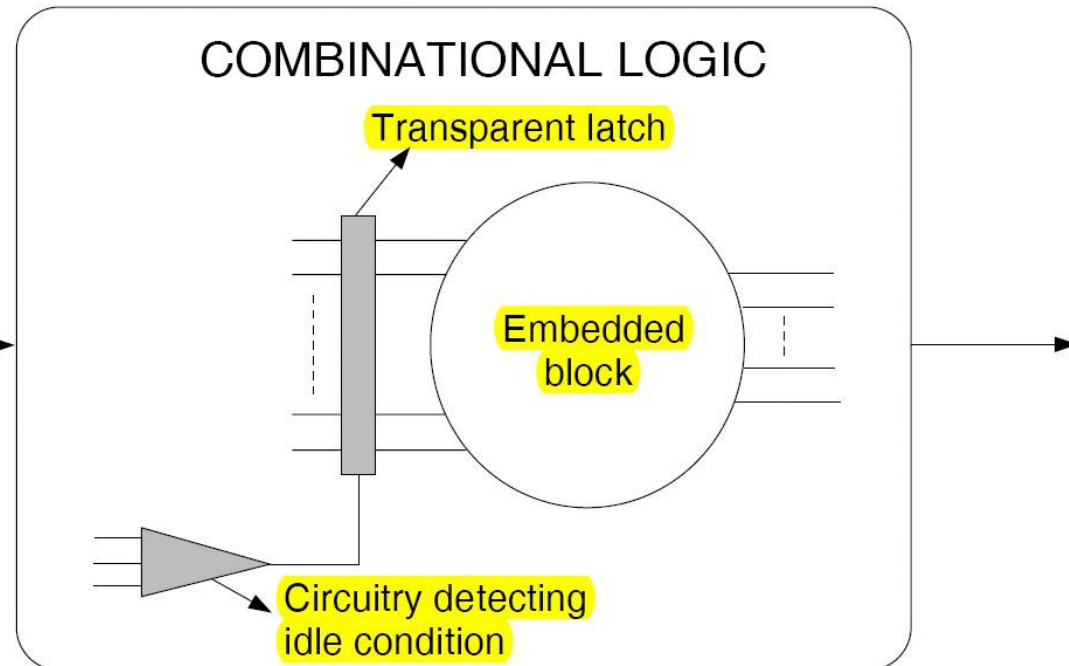 COMBINATIONAL LOGIC
Transparent latch
Embedded
block
Circuitry detecting
idle condition